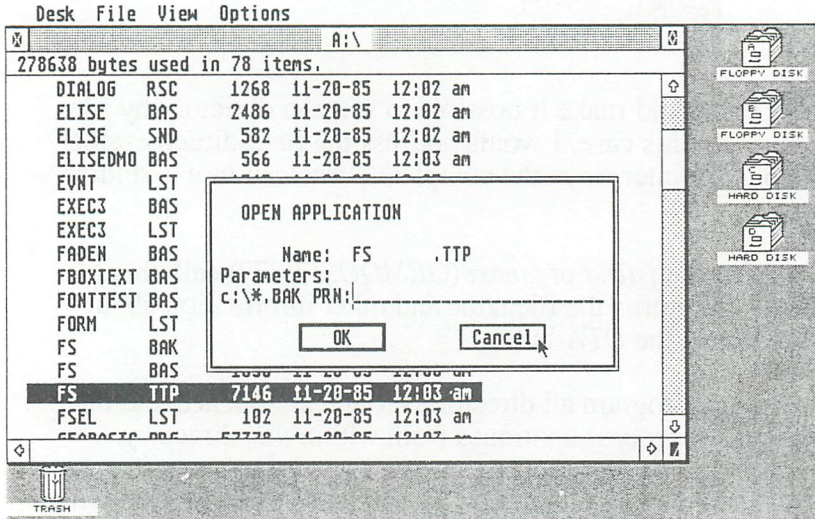 Desk File View Options
A:\
278638 bytes used in 78 items.
DIALOG RSC 1268 11-20-85 12:02 am
ELISE BAS 2486 11-20-85 12:02 am
ELISE SND 582 11-20-85 12:02 am
ELISEDMO BAS 566 11-20-85 12:03 am
EVNT LST
EXEC3 BAS
EXEC3 LST
FADEN BAS
FBOXTEXT BAS
FONTTEST BAS
FORM LST
FS BAK
FS BAS
FS TTP 7146 11-20-85 12:03 am
FSEL LST 102 11-20-85 12:03 am
OPEN APPLICATION
Name: FS .TTP
Parameters:
c:\*.BAK PRN:
OK Cancel
A
FLOPPY DISK
FLOPPY DISK
HARD DISK
D
HARD DISK
TRASH